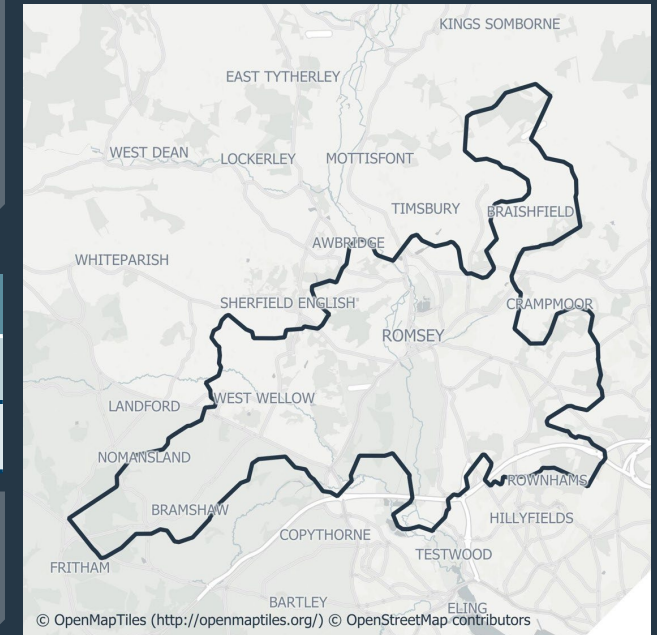 KINGS SOMBORNE
EAST TYTHERLEY
WEST DEAN
LOCKERLEY
MOTTISFONT
TIMSBURY
BRAISHFIELD
AWBRIDGE
WHITEPARISH
SHERFIELD ENGLISH
CRAMPMOOR
ROMSEY
WEST WELLOW
LANDFORD
NOMANSLAND
ROWNHAMS
BRAMSHAW
HILLYFIELDS
COPYTHORNE
TESTWOOD
FRITHAM
BARTLEY
ELING
© OpenMapTiles (http://openmaptiles.org/) © OpenStreetMap contributors